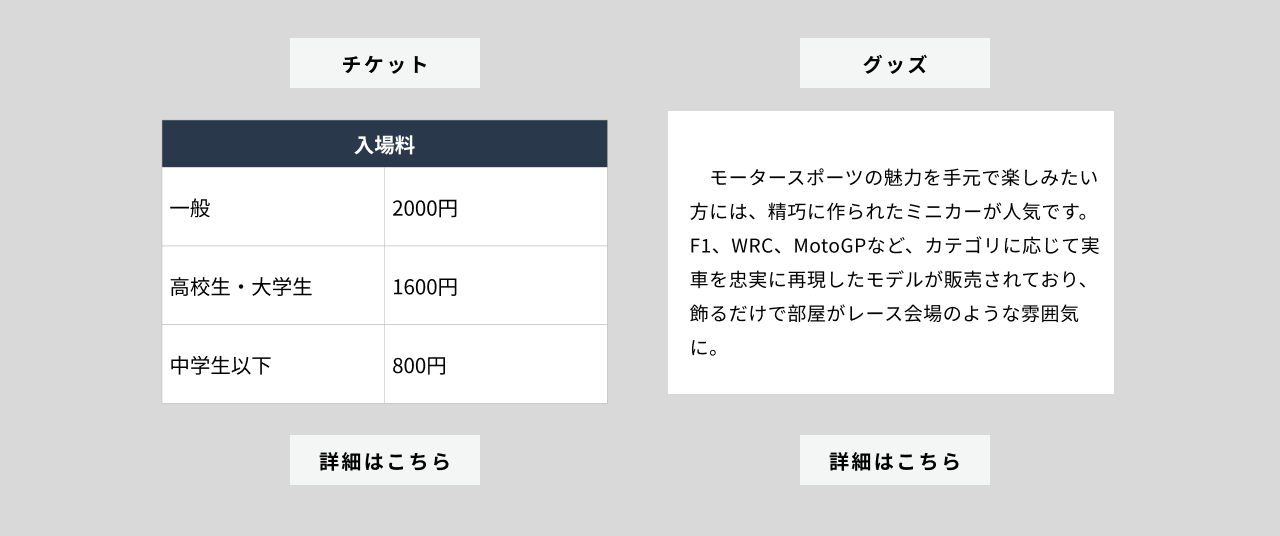 チケット
入場料
一般 2000円
高校生・大学生 1600円
中学生以下 800円
詳細はこちら
グッズ
モータースポーツの魅力を手元で楽しみたい
方には、精巧に作られたミニカーが人気です。
F1、WRC、MotoGPなど、カテゴリに応じて実
車を忠実に再現したモデルが販売されており、
飾るだけで部屋がレース会場のような雰囲気
に。
詳細はこちら